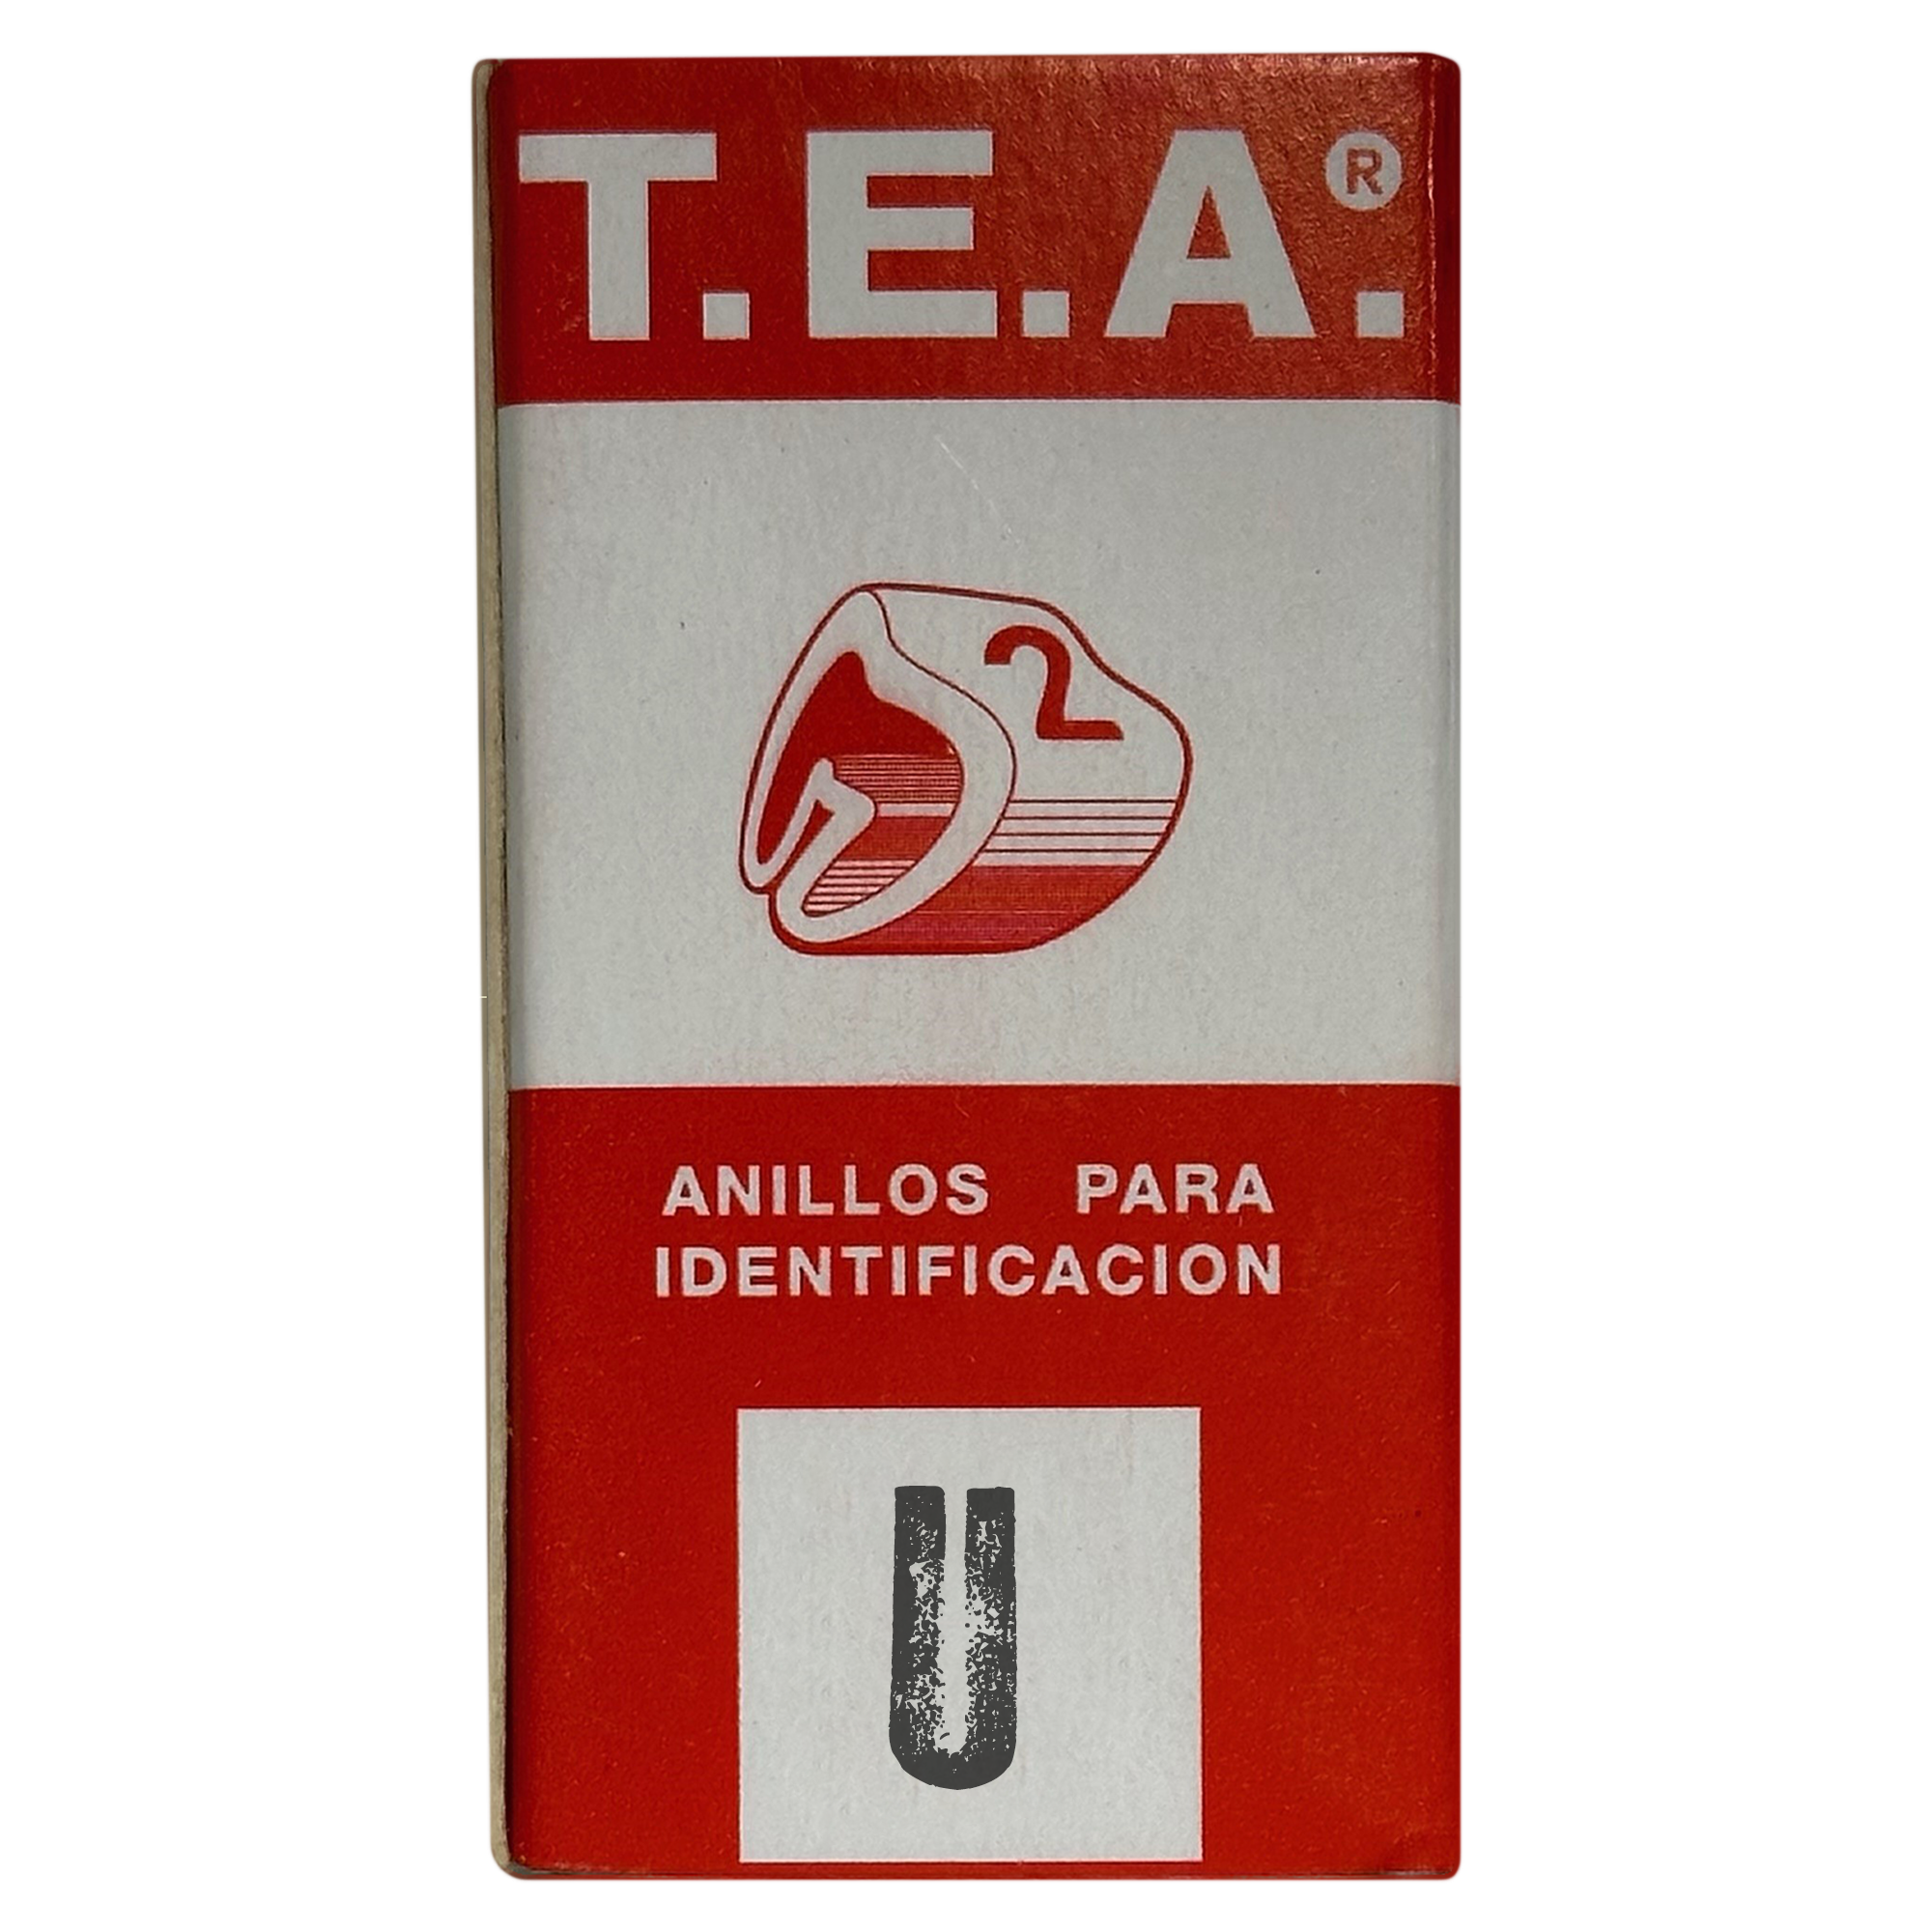 T.E.A.®
2
ANILLOS PARA
IDENTIFICACION
U